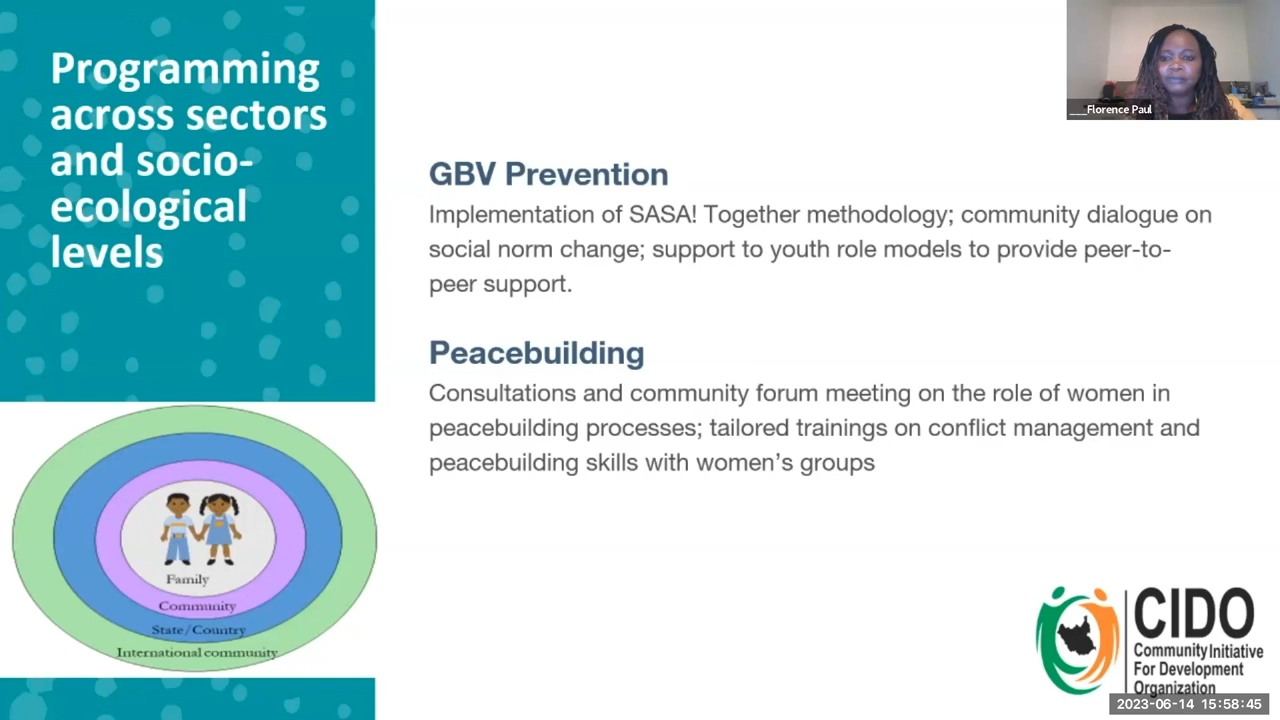 Programming
across sectors
and socio-
ecological
levels
___Florence Paul
GBV Prevention
Implementation of SASA! Together methodology; community dialogue on
social norm change; support to youth role models to provide peer-to-
peer support.
Peacebuilding
Consultations and community forum meeting on the role of women in
peacebuilding processes; tailored trainings on conflict management and
peacebuilding skills with women’s groups
Family
Community
State/Country
International community
CIDO
Community Initiative
For Development
Organization
2023-06-14 15:58:45